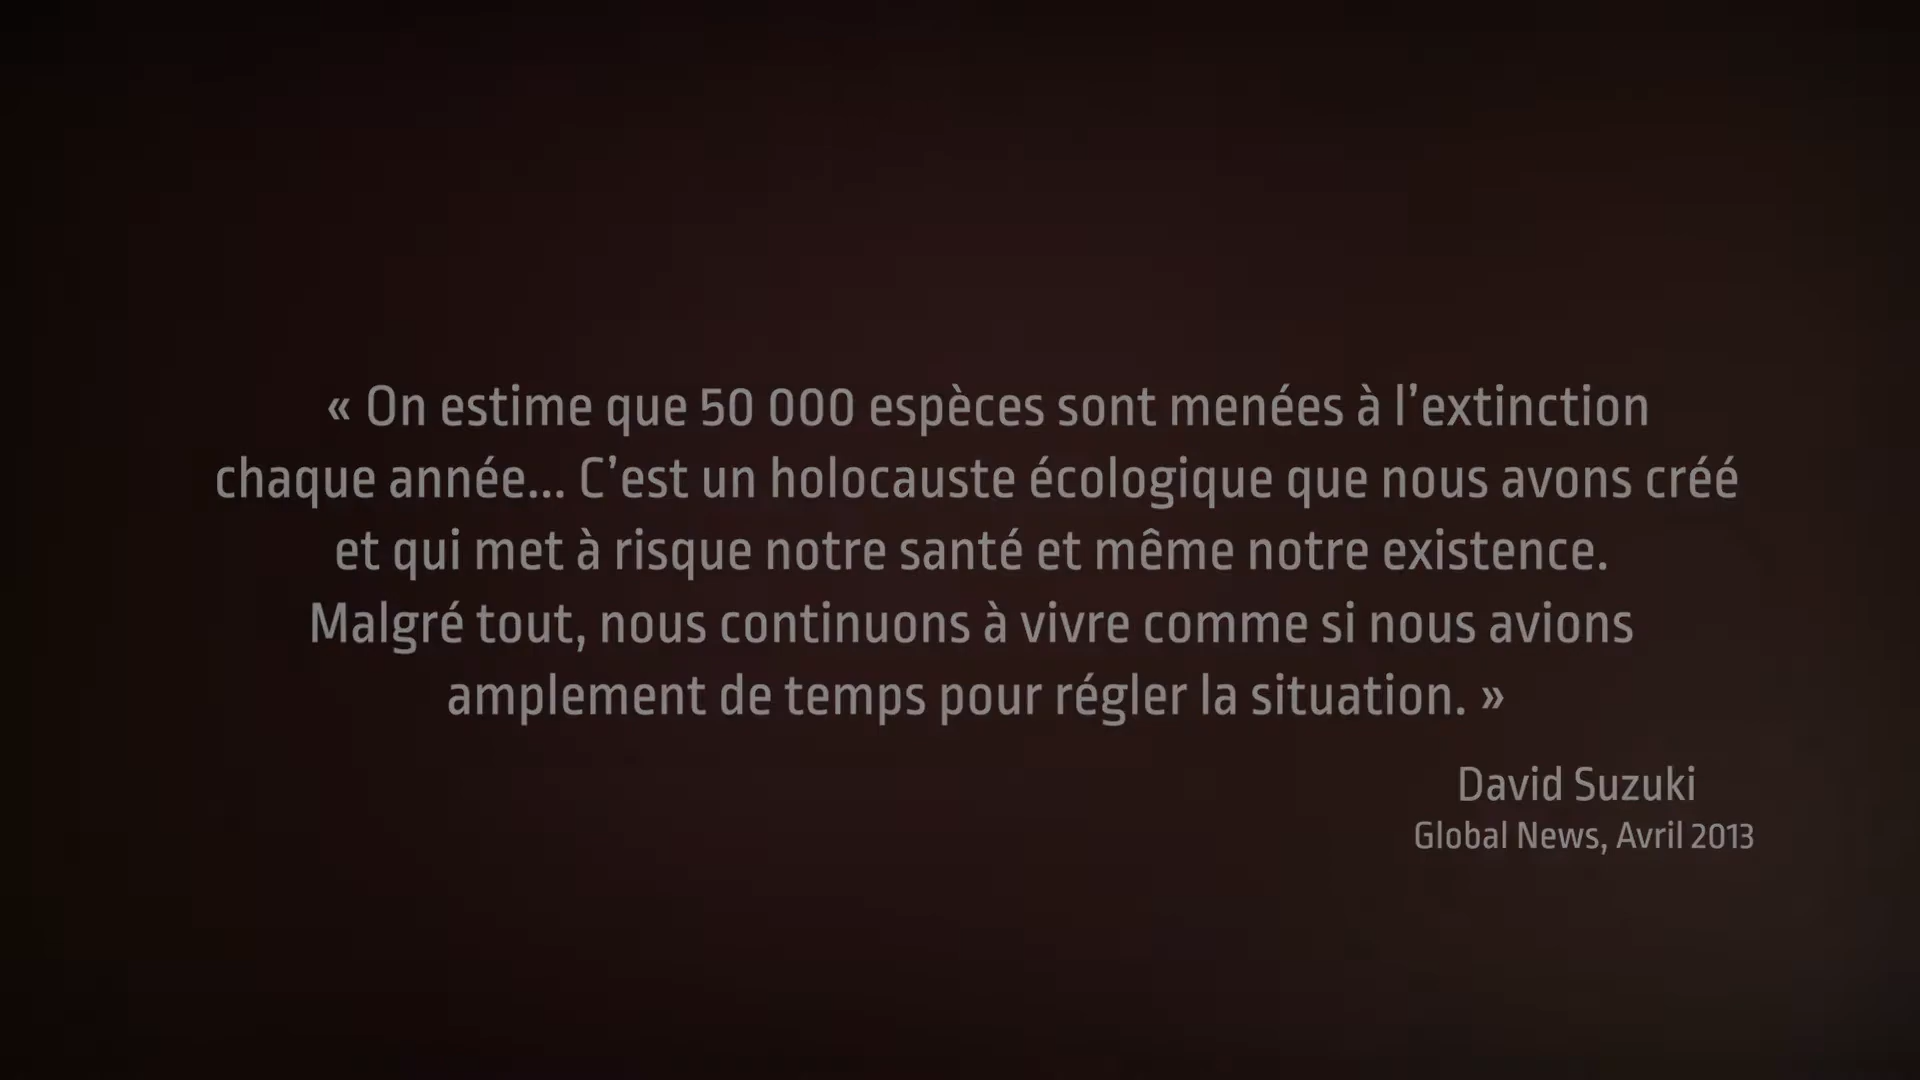 « On estime que 50 000 espèces sont menées à l’extinction
chaque année... C’est un holocauste écologique que nous avons créé
et qui met à risque notre santé et même notre existence.
Malgré tout, nous continuons à vivre comme si nous avions
amplement de temps pour régler la situation. »
David Suzuki
Global News, Avril 2013